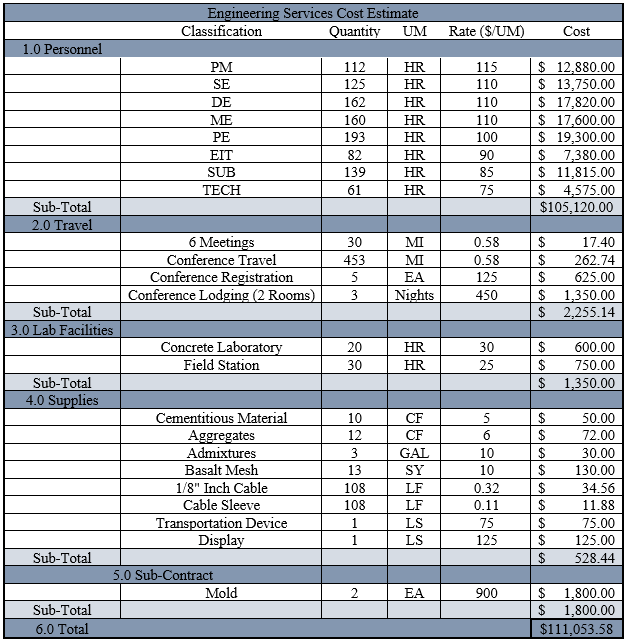 Engineering Services Cost Estimate
Classification Quantity UM Rate ($/UM) Cost
1.0 Personnel
PM 112 HR 115 $ 12,880.00
SE 125 HR 110 $ 13,750.00
DE 162 HR 110 $ 17,820.00
ME 160 HR 110 $ 17,600.00
PE 193 HR 100 $ 19,300.00
EIT 82 HR 90 $ 7,380.00
SUB 139 HR 85 $ 11,815.00
TECH 61 HR 75 $ 4,575.00
Sub-Total $105,120.00
2.0 Travel
6 Meetings 30 MI 0.58 $ 17.40
Conference Travel 453 MI 0.58 $ 262.74
Conference Registration 5 EA 125 $ 625.00
Conference Lodging (2 Rooms) 3 Nights 450 $ 1,350.00
Sub-Total $ 2,255.14
3.0 Lab Facilities
Concrete Laboratory 20 HR 30 $ 600.00
Field Station 30 HR 25 $ 750.00
Sub-Total $ 1,350.00
4.0 Supplies
Cementitious Material 10 CF 5 $ 50.00
Aggregates 12 CF 6 $ 72.00
Admixtures 3 GAL 10 $ 30.00
Basalt Mesh 13 SY 10 $ 130.00
1/8" Inch Cable 108 LF 0.32 $ 34.56
Cable Sleeve 108 LF 0.11 $ 11.88
Transportation Device 1 LS 75 $ 75.00
Display 1 LS 125 $ 125.00
Sub-Total $ 528.44
5.0 Sub-Contract
Mold 2 EA 900 $ 1,800.00
Sub-Total $ 1,800.00
6.0 Total $111,053.58